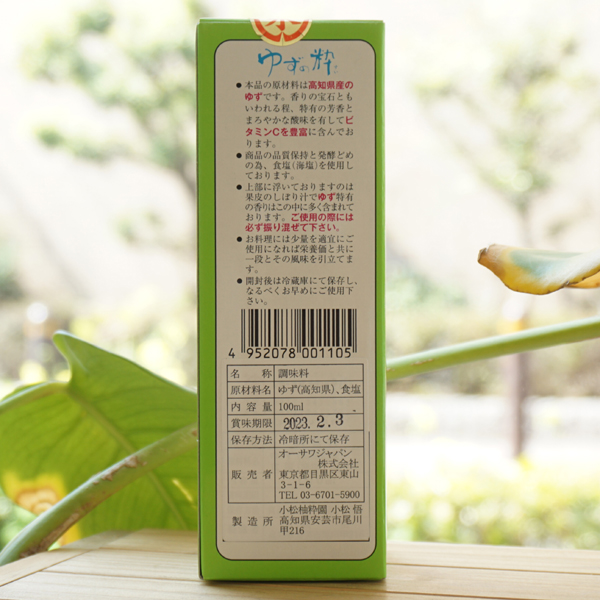 ゆずの粋
●本品の原材料は高知県産の
ゆずです。香りの宝石とも
いわれる程、特有の芳香と
まろやかな酸味を有してビ
タミンCを豊富に含んでお
ります。
●商品の品質保持と発酵どめ
の為、食塩(海塩)を使用し
ております。
●上部に浮いておりますのは
果皮のしぼり汁でゆず特有
の香りはこの中に多く含まれて
おります。ご使用の際には
必ず振り混ぜて下さい。
●お料理には少量を適宜にご
使用になれば栄養価と共に
一段とその風味を引立てま
す。
●開封後は冷蔵庫にて保存し、
なるべくお早めにご使用下
さい。
4 952078 001105
名称 調味料
原材料名 ゆず(高知県)、食塩
内容量 100ml
賞味期限 2023.2.3
保存方法 冷暗所にて保存
販売者 オーサワジャパン
株式会社
東京都目黒区東山
3-1-6
TEL 03-6701-5900
製造所 小松柚粋園 小松 悟
高知県安芸市尾川
甲216